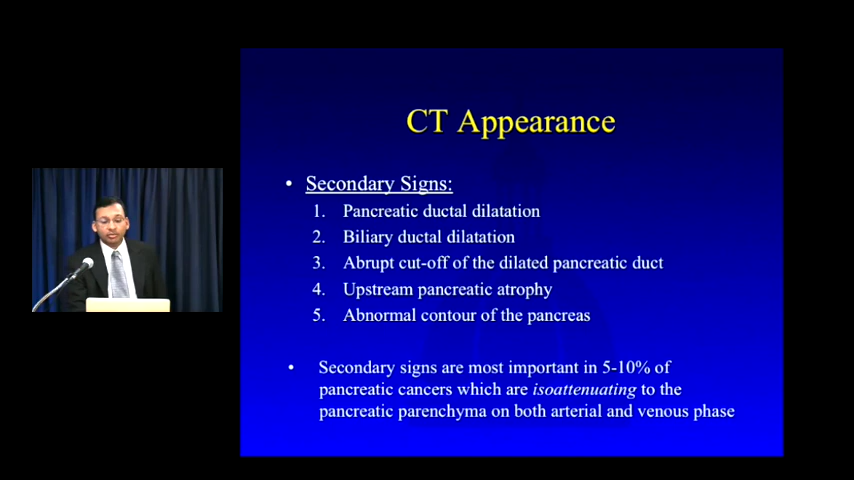 CT Appearance
• Secondary Signs:
1. Pancreatic ductal dilatation
2. Biliary ductal dilatation
3. Abrupt cut-off of the dilated pancreatic duct
4. Upstream pancreatic atrophy
5. Abnormal contour of the pancreas
• Secondary signs are most important in 5-10% of
pancreatic cancers which are isoattenuating to the
pancreatic parenchyma on both arterial and venous phase